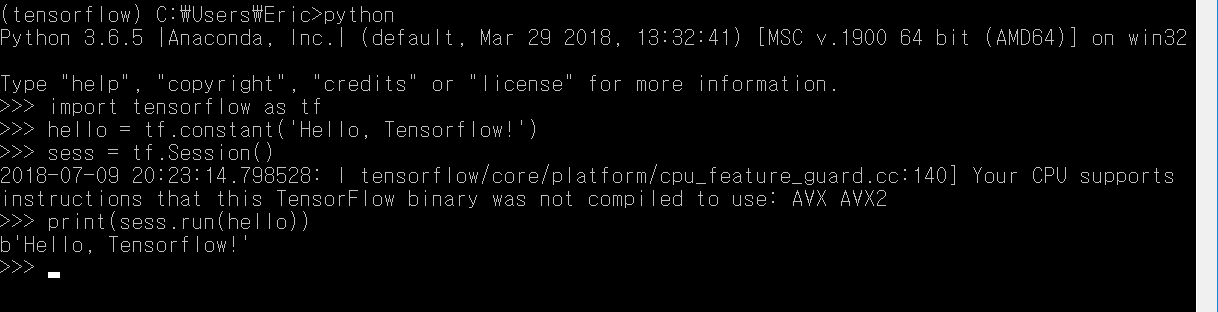 (tensorflow) C:₩Users₩Eric>python
Python 3.6.5 |Anaconda, Inc.| (default, Mar 29 2018, 13:32:41) [MSC v.1900 64 bit (AMD64)] on win32
Type "help", "copyright", "credits" or "license" for more information.
>>> import tensorflow as tf
>>> hello = tf.constant('Hello, Tensorflow!')
>>> sess = tf.Session()
2018-07-09 20:23:14.798528: I tensorflow/core/platform/cpu_feature_guard.cc:140] Your CPU supports
instructions that this TensorFlow binary was not compiled to use: AVX AVX2
>>> print(sess.run(hello))
b'Hello, Tensorflow!'
>>>